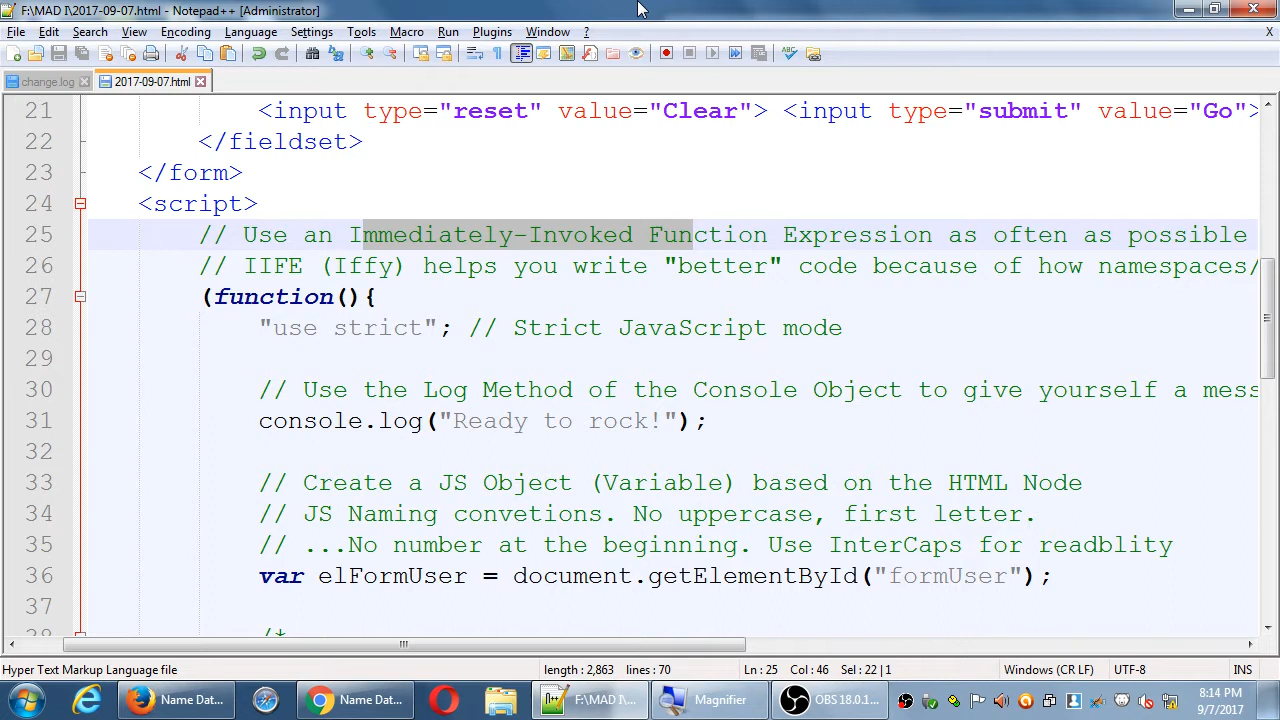 F:\MAD I\2017-09-07.html - Notepad++ [Administrator]
File Edit Search View Encoding Language Settings Tools Macro Run Plugins Window ? X
change.log 2017-09-07.html
21 <input type="reset" value="Clear"> <input type="submit" value="Go">
22 </fieldset>
23 </form>
24 <script>
25 // Use an Immediately-Invoked Function Expression as often as possible
26 // IIFE (Iffy) helps you write "better" code because of how namespaces/
27 (function(){
28 "use strict"; // Strict JavaScript mode
29
30 // Use the Log Method of the Console Object to give yourself a mess
31 console.log("Ready to rock!");
32
33 // Create a JS Object (Variable) based on the HTML Node
34 // JS Naming convetions. No uppercase, first letter.
35 // ...No number at the beginning. Use InterCaps for readblity
36 var elFormUser = document.getElementById("formUser");
37
38 /*
Hyper Text Markup Language file length : 2,863 lines : 70 Ln : 25 Col : 46 Sel : 22 | 1 Windows (CR LF) UTF-8 INS
Name Dat... Name Dat... F:\MAD I\... Magnifier OBS 18.0.1... 8:14 PM
9/7/2017